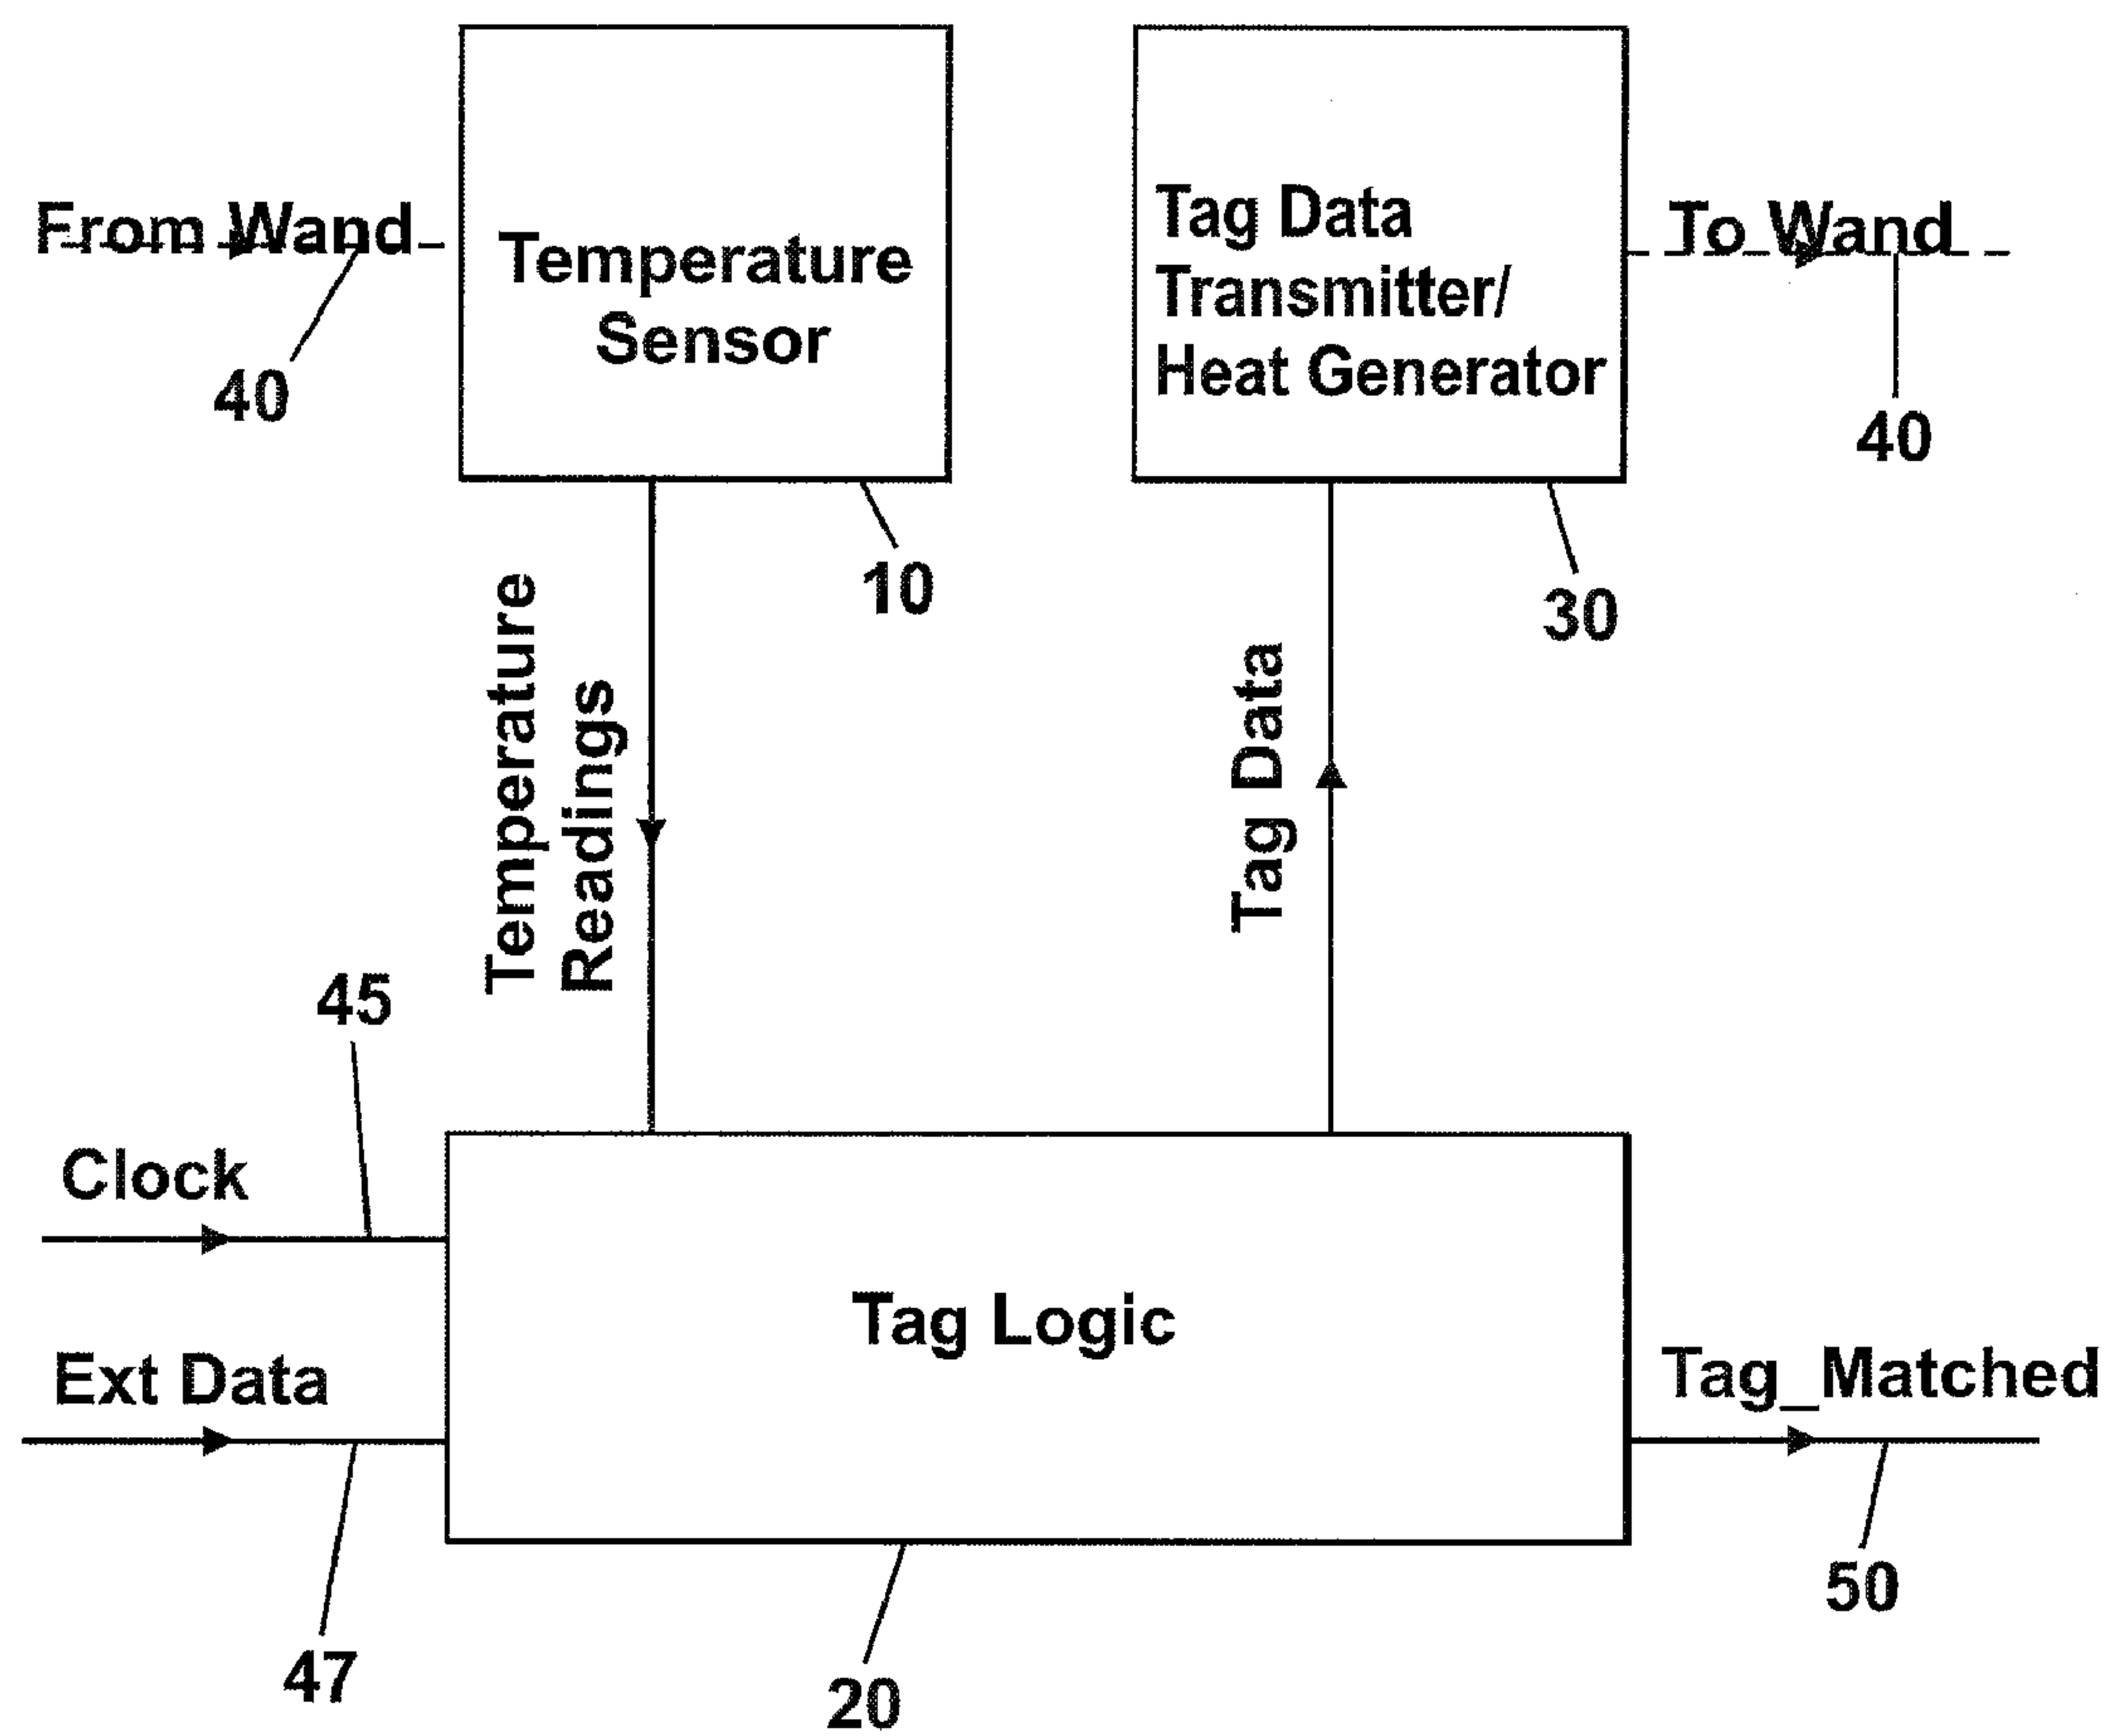 From Wand
40
Temperature
Sensor
10
Tag Data
Transmitter/
Heat Generator
30
To Wand
40
Temperature
Readings
Tag Data
45
Clock
Ext Data
47
Tag Logic
20
Tag_Matched
50